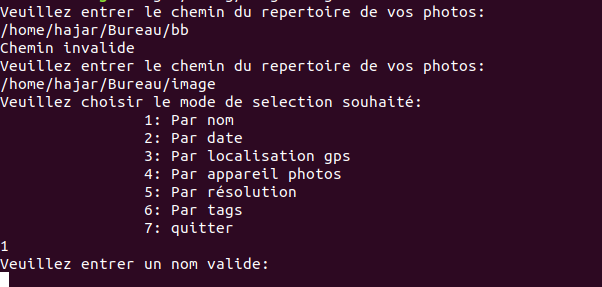 Veuillez entrer le chemin du repertoire de vos photos:
/home/hajar/Bureau/bb
Chemin invalide
Veuillez entrer le chemin du repertoire de vos photos:
/home/hajar/Bureau/image
Veuillez choisir le mode de selection souhaité:
1: Par nom
2: Par date
3: Par localisation gps
4: Par appareil photos
5: Par résolution
6: Par tags
7: quitter
1
Veuillez entrer un nom valide: